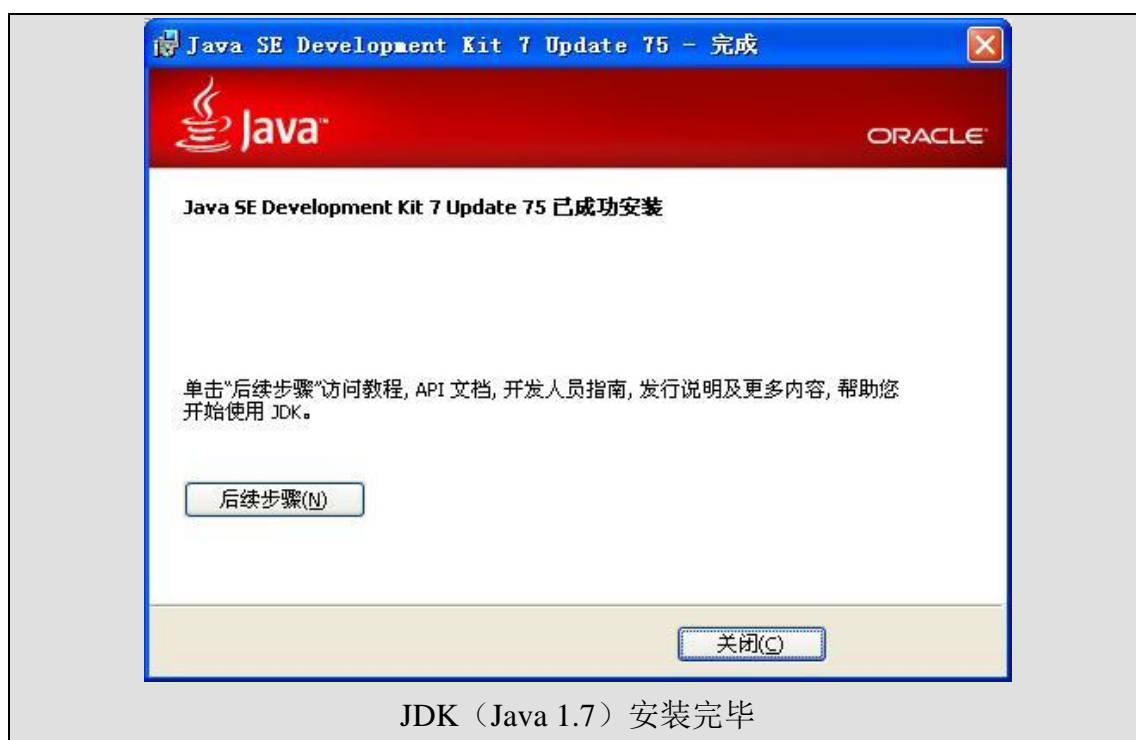 Java SE Development Kit 7 Update 75 - 完成
Java™
ORACLE
Java SE Development Kit 7 Update 75 已成功安装
单击“后续步骤”访问教程, API 文档, 开发人员指南, 发行说明及更多内容, 帮助您
开始使用 JDK。
后续步骤(N)
关闭(C)
JDK（Java 1.7）安装完毕